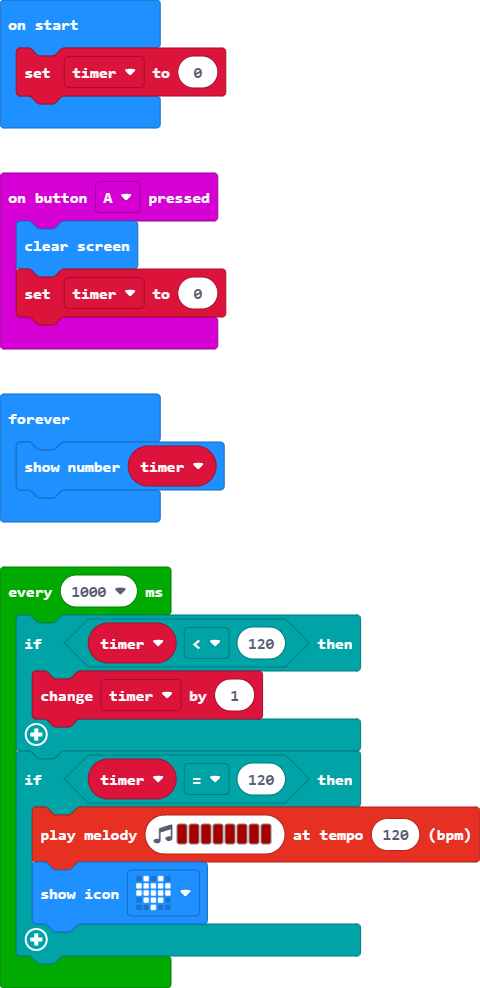 on start
set timer to 0
on button A pressed
clear screen
set timer to 0
forever
show number timer
every 1000 ms
if timer < 120 then
change timer by 1
if timer = 120 then
play melody at tempo 120 (bpm)
show icon